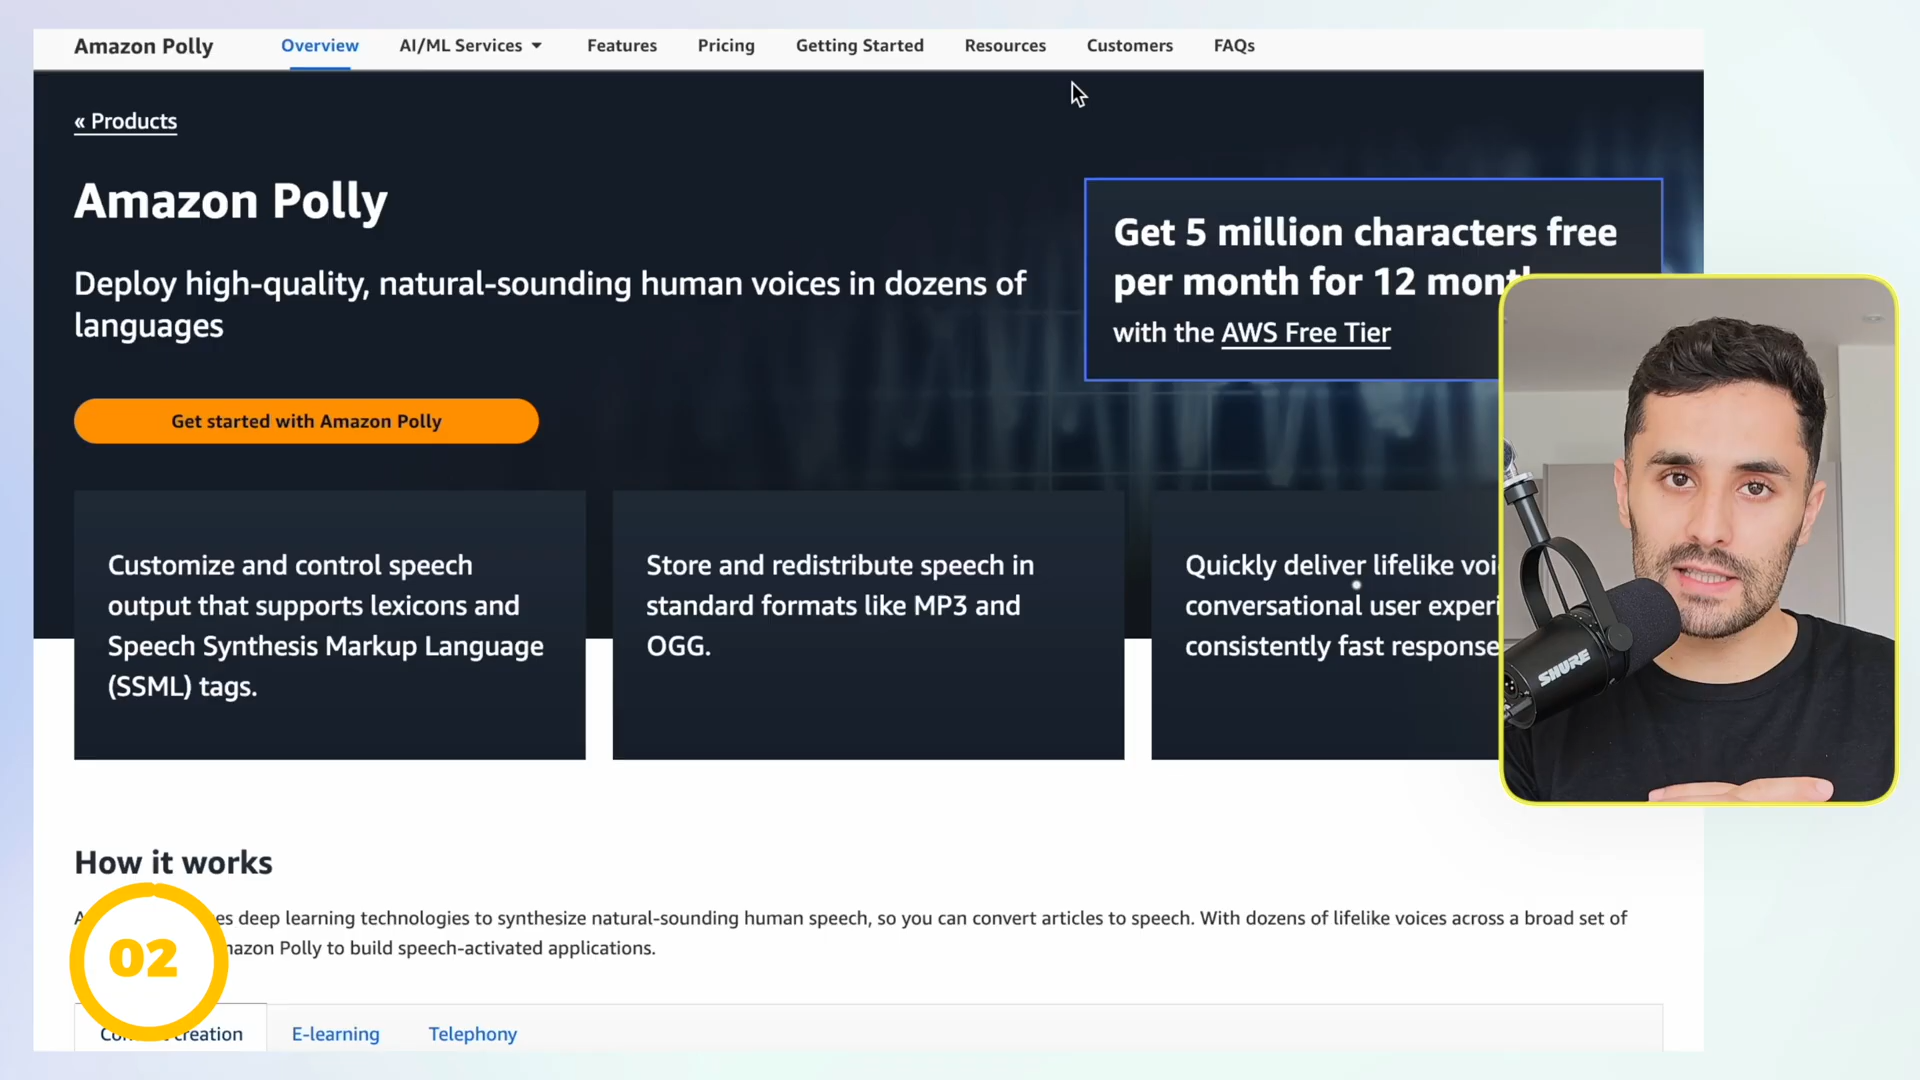 Amazon Polly
Overview
AI/ML Services
Features
Pricing
Getting Started
Resources
Customers
FAQs
« Products
Amazon Polly
Deploy high-quality, natural-sounding human voices in dozens of
languages
Get started with Amazon Polly
Get 5 million characters free
per month for 12
with the AWS Free Tier
Customize and control speech
output that supports lexicons and
Speech Synthesis Markup Language
(SSML) tags.
Store and redistribute speech in
standard formats like MP3 and
OGG.
Quickly deliver lifelike
conversational user
consistently fast response
SHURE
How it works
deep learning technologies to synthesize natural-sounding human speech, so you can convert articles to speech. With dozens of lifelike voices across a broad set of
Polly to build speech-activated applications.
02
creation
E-learning
Telephony